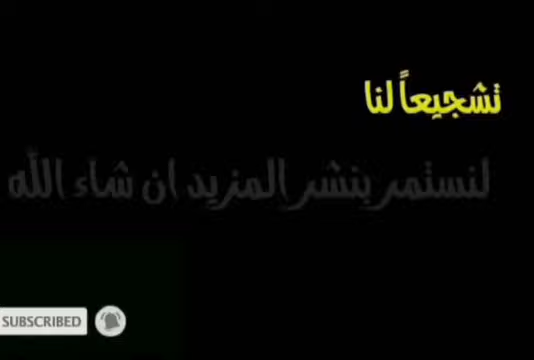 تشجيعاً لنا
لنستمر بنشر المزيد ان شاء الله
SUBSCRIBED